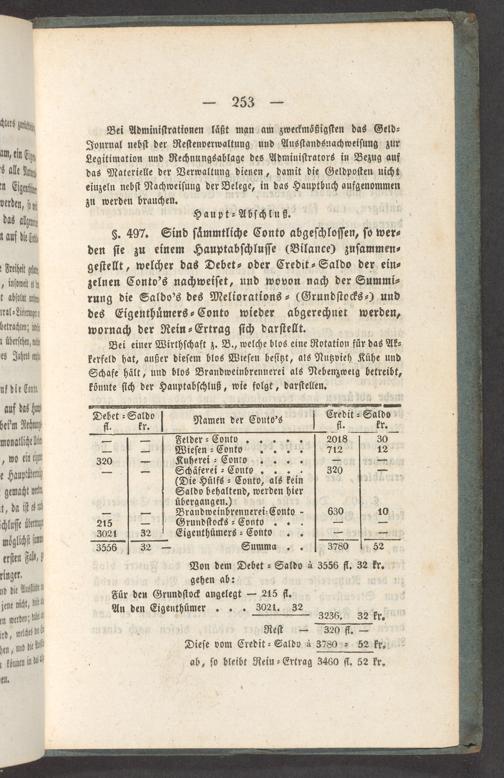 — 253 —
Bei Administrationen läßt man am zweckmößigsten das Geld-
Journal nebst der Restenverwaltung und Ausstandsnachweisung zur
Legitimation und Rechnungsablage des Administrators in Bezug auf
das Materielle der Verwaltung dienen, damit die Geldposten nicht
einzeln nebst Nachweisung der Belege, in das Hauptbuch aufgenommen
zu werden brauchen.
Haupt-Abschluß.
§. 497. Sind sämmtliche Conto abgeschlossen, so wer-
den sie zu einem Hauptabschlusse (Bilance) zusammen-
gestellt, welcher das Debet- oder Credit-Saldo der ein-
zelnen Conto's nachweiset, und wovon nach der Summi-
rung die Saldo's des Meliorations- (Grundstocks-) und
des Eigenthümers-Conto wieder abgerechnet werden,
wornach der Rein-Ertrag sich darstellt.
Bei einer Wirthschaft z. B., welche blos eine Rotation für das Ak-
kerfeld hat, außer diesem blos Wiesen besitzt, als Nutzvieh Kühe und
Schafe hält, und blos Brandweinbrennerei als Nebenzweig betreibt,
könnte sich der Hauptabschluß, wie folgt, darstellen.
Debet-Saldo Namen der Conto's Credit-Saldo
fl. kr. fl. kr.
— — Felder-Conto . . . . . 2018 30
— — Wiesen-Conto . . . . . 712 12
320 — Kuherei-Conto . . . . — —
— — Schäferei-Conto . . . . 320 —
(Die Hülfs-Conto, als kein
Saldo behaltend, werden hier
übergangen.)
— — Brandweinbrennerei-Conto - 630 10
215 — Grundstocks-Conto . . . — —
3021 32 Eigenthümers-Conto . . — —
3556 32 — Summa . . 3780 52
Von dem Debet-Saldo à 3556 fl. 32 kr.
gehen ab:
Für den Grundstock angelegt — 215 fl.
An den Eigenthümer . . . 3021. 32
3236. 32 kr.
Rest — 320 fl. —
Diese vom Credit-Saldo à 3780 = 52 kr.
ab, so bleibt Rein-Ertrag 3460 fl. 52 kr.